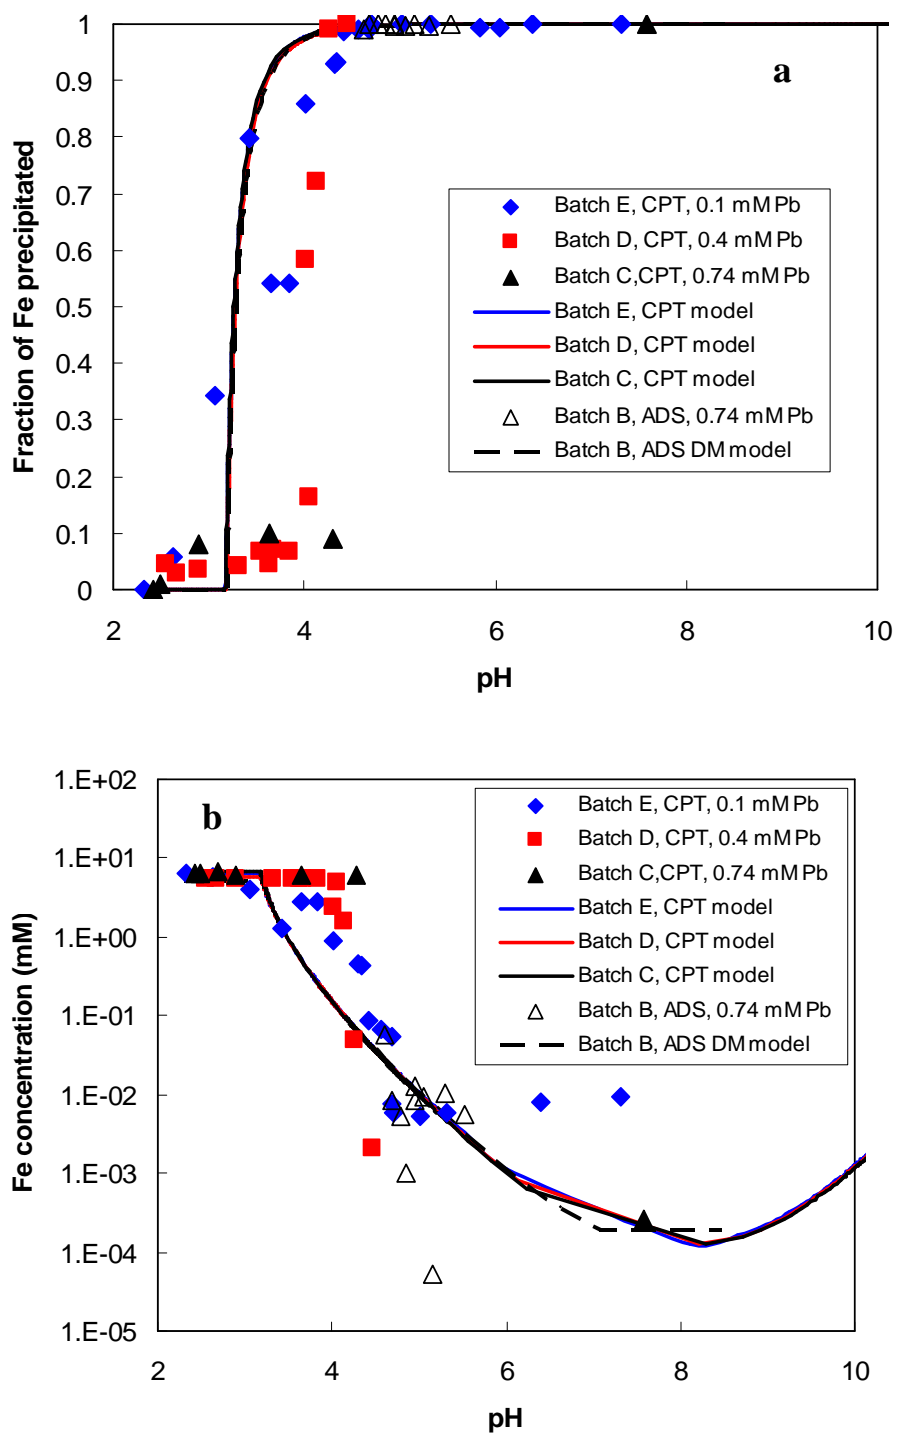 1
0.9
0.8
0.7
0.6
0.5
0.4
0.3
0.2
0.1
0
Fraction of Fe precipitated
a
Batch E, CPT, 0.1 mM Pb
Batch D, CPT, 0.4 mM Pb
Batch C,CPT, 0.74 mM Pb
Batch E, CPT model
Batch D, CPT model
Batch C, CPT model
Batch B, ADS, 0.74 mM Pb
Batch B, ADS DM model
2 4 6 8 10
pH
1.E+02
1.E+01
1.E+00
1.E-01
1.E-02
1.E-03
1.E-04
1.E-05
Fe concentration (mM)
b
Batch E, CPT, 0.1 mM Pb
Batch D, CPT, 0.4 mM Pb
Batch C,CPT, 0.74 mM Pb
Batch E, CPT model
Batch D, CPT model
Batch C, CPT model
Batch B, ADS, 0.74 mM Pb
Batch B, ADS DM model
2 4 6 8 10
pH